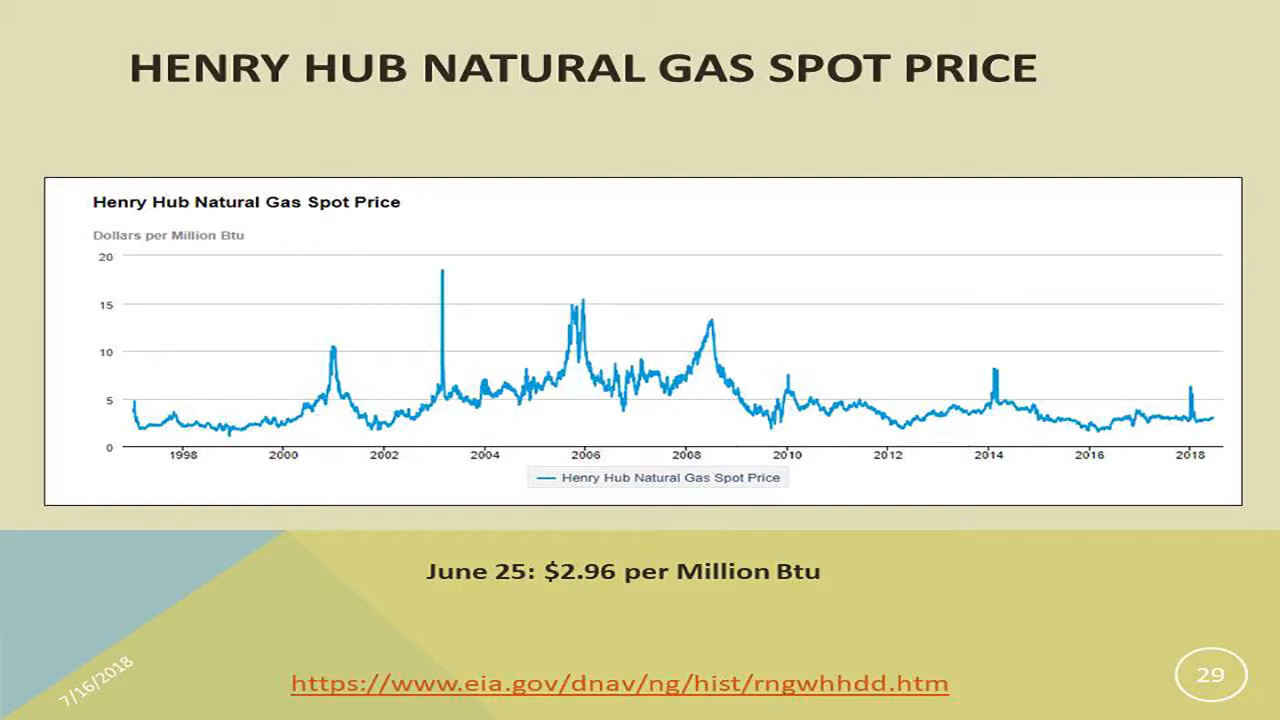 HENRY HUB NATURAL GAS SPOT PRICE
Henry Hub Natural Gas Spot Price
Dollars per Million Btu
20
15
10
5
0
1998 2000 2002 2004 2006 2008 2010 2012 2014 2016 2018
Henry Hub Natural Gas Spot Price
June 25: $2.96 per Million Btu
7/16/2018
https://www.eia.gov/dnav/ng/hist/rngwhhdd.htm
29